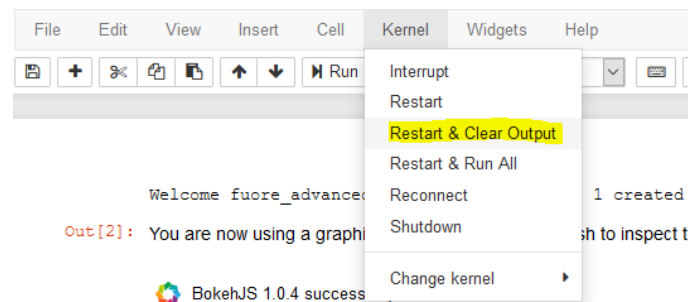 File Edit View Insert Cell Kernel Widgets Help
Run
Interrupt
Restart
Restart & Clear Output
Restart & Run All
Reconnect
Shutdown
Change kernel
Welcome fuore_advanced 1 created
Out[2]: You are now using a graphi sh to inspect t
BokehJS 1.0.4 success